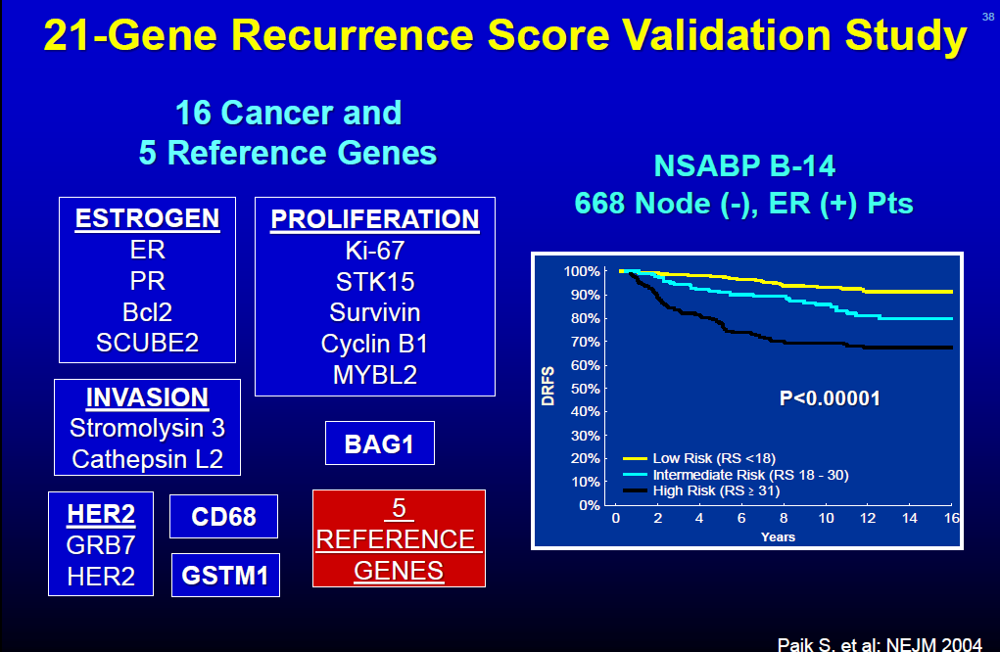 38
21-Gene Recurrence Score Validation Study
16 Cancer and
5 Reference Genes
ESTROGEN
ER
PR
Bcl2
SCUBE2
PROLIFERATION
Ki-67
STK15
Survivin
Cyclin B1
MYBL2
INVASION
Stromolysin 3
Cathepsin L2
BAG1
HER2
GRB7
HER2
CD68
GSTM1
5
REFERENCE
GENES
NSABP B-14
668 Node (-), ER (+) Pts
100%
90%
80%
70%
60%
50%
40%
30%
20%
10%
0%
DRFS
P<0.00001
Low Risk (RS <18)
Intermediate Risk (RS 18 - 30)
High Risk (RS ≥ 31)
0 2 4 6 8 10 12 14 16
Years
Paik S, et al: NEJM 2004